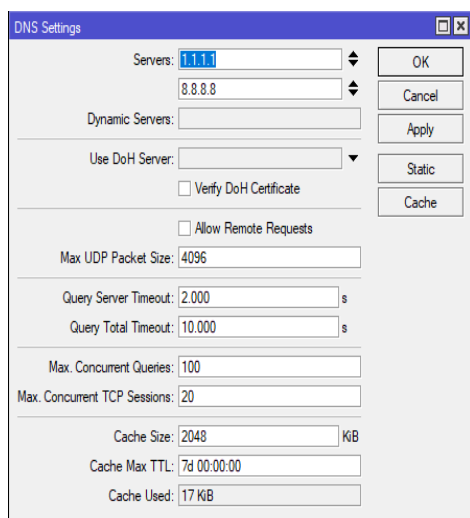 DNS Settings
Servers: 1.1.1.1
OK
8.8.8.8
Cancel
Dynamic Servers:
Apply
Use DoH Server:
Static
Verify DoH Certificate
Cache
Allow Remote Requests
Max UDP Packet Size: 4096
Query Server Timeout: 2.000 s
Query Total Timeout: 10.000 s
Max. Concurrent Queries: 100
Max. Concurrent TCP Sessions: 20
Cache Size: 2048 KiB
Cache Max TTL: 7d 00:00:00
Cache Used: 17 KiB